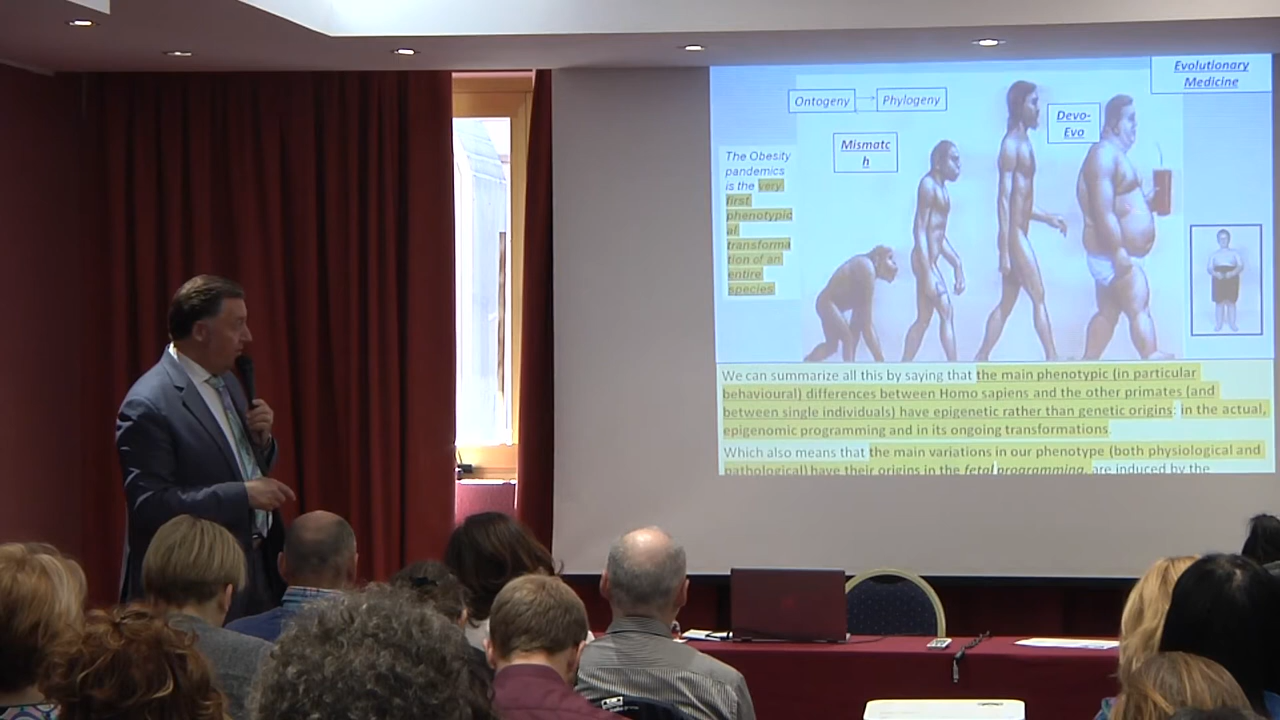 Evolutionary
Medicine
Ontogeny
Phylogeny
Devo-
Evo
Mismatc
h
The Obesity
pandemics
is the very
first
phenotypic
al
transforma
tion of an
entire
species
We can summarize all this by saying that the main phenotypic (in particular
behavioural) differences between Homo sapiens and the other primates (and
between single individuals) have epigenetic rather than genetic origins: in the actual,
epigenomic programming and in its ongoing transformations.
Which also means that the main variations in our phenotype (both physiological and
pathological) have their origins in the fetal programming, are induced by the